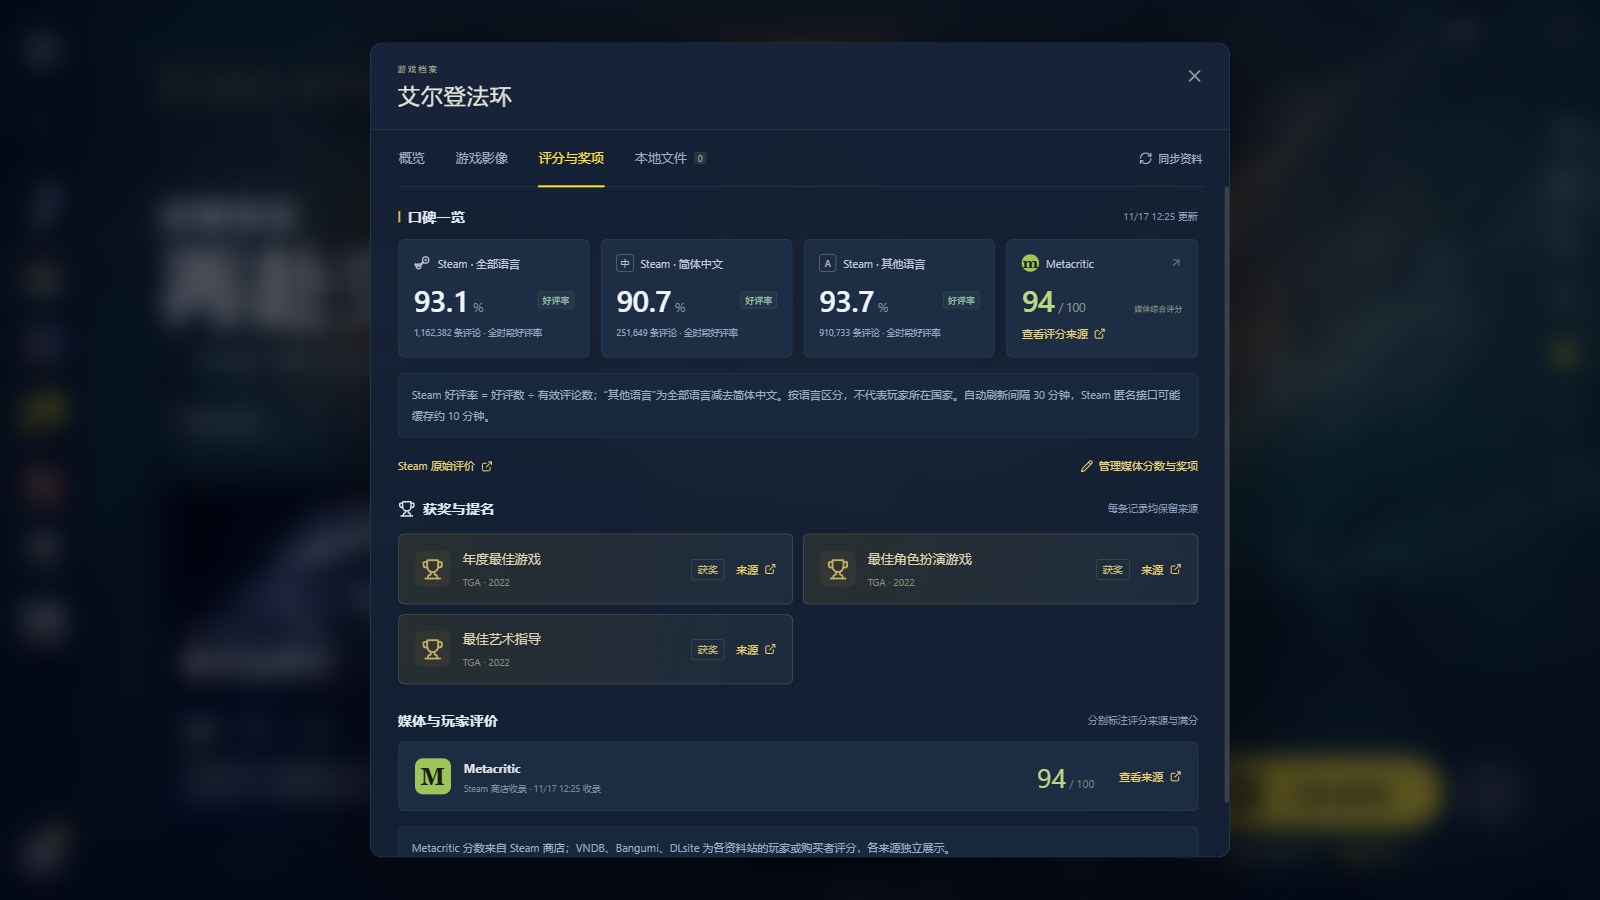 游戏档案
艾尔登法环
概览
游戏影像
评分与奖项
本地文件 0
同步资料
口碑一览
11/17 12:25 更新
Steam · 全部语言
93.1 %
好评率
1,162,382 条评论 · 全时段好评率
中
Steam · 简体中文
90.7 %
好评率
251,649 条评论 · 全时段好评率
A
Steam · 其他语言
93.7 %
好评率
910,733 条评论 · 全时段好评率
m
Metacritic
94 / 100
媒体综合评分
查看评分来源
Steam 好评率 = 好评数 ÷ 有效评论数；“其他语言”为全部语言减去简体中文。按语言区分，不代表玩家所在国家。自动刷新间隔 30 分钟，Steam 匿名接口可能
缓存约 10 分钟。
Steam 原始评价
管理媒体分数与奖项
获奖与提名
每条记录均保留来源
年度最佳游戏
TGA · 2022
获奖
来源
最佳角色扮演游戏
TGA · 2022
获奖
来源
最佳艺术指导
TGA · 2022
获奖
来源
媒体与玩家评价
分别标注评分来源与满分
M
Metacritic
Steam 商店收录 · 11/17 12:25 收录
94 / 100
查看来源
Metacritic 分数来自 Steam 商店；VNDB、Bangumi、DLsite 为各资料站的玩家或购买者评分，各来源独立展示。